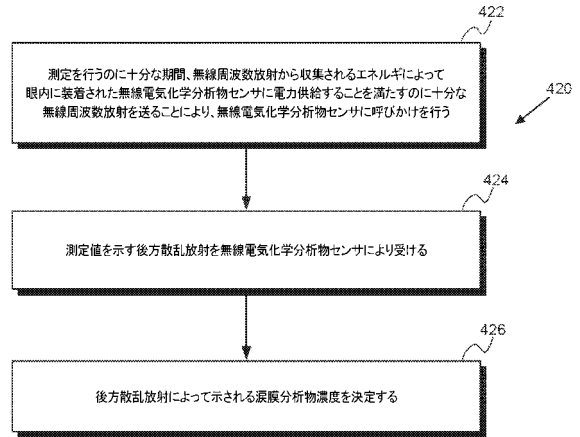 422
測定を行うのに十分な期間、無線周波数放射から収集されるエネルギによって
眼内に装着された無線電気化学分析物センサに電力供給することを満たすのに十分な
無線周波数放射を送ることにより、無線電気化学分析物センサに呼びかけを行う
420
424
測定値を示す後方散乱放射を無線電気化学分析物センサにより受ける
426
後方散乱放射によって示される涙膜分析物濃度を決定する